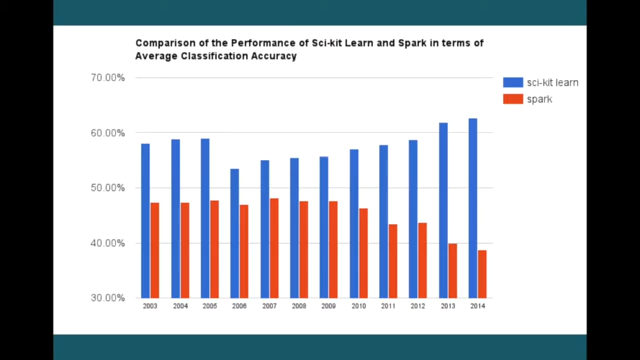 Comparison of the Performance of Sci-kit Learn and Spark in terms of
Average Classification Accuracy
70.00%
60.00%
50.00%
40.00%
30.00%
sci-kit learn
spark
2003 2004 2005 2006 2007 2008 2009 2010 2011 2012 2013 2014